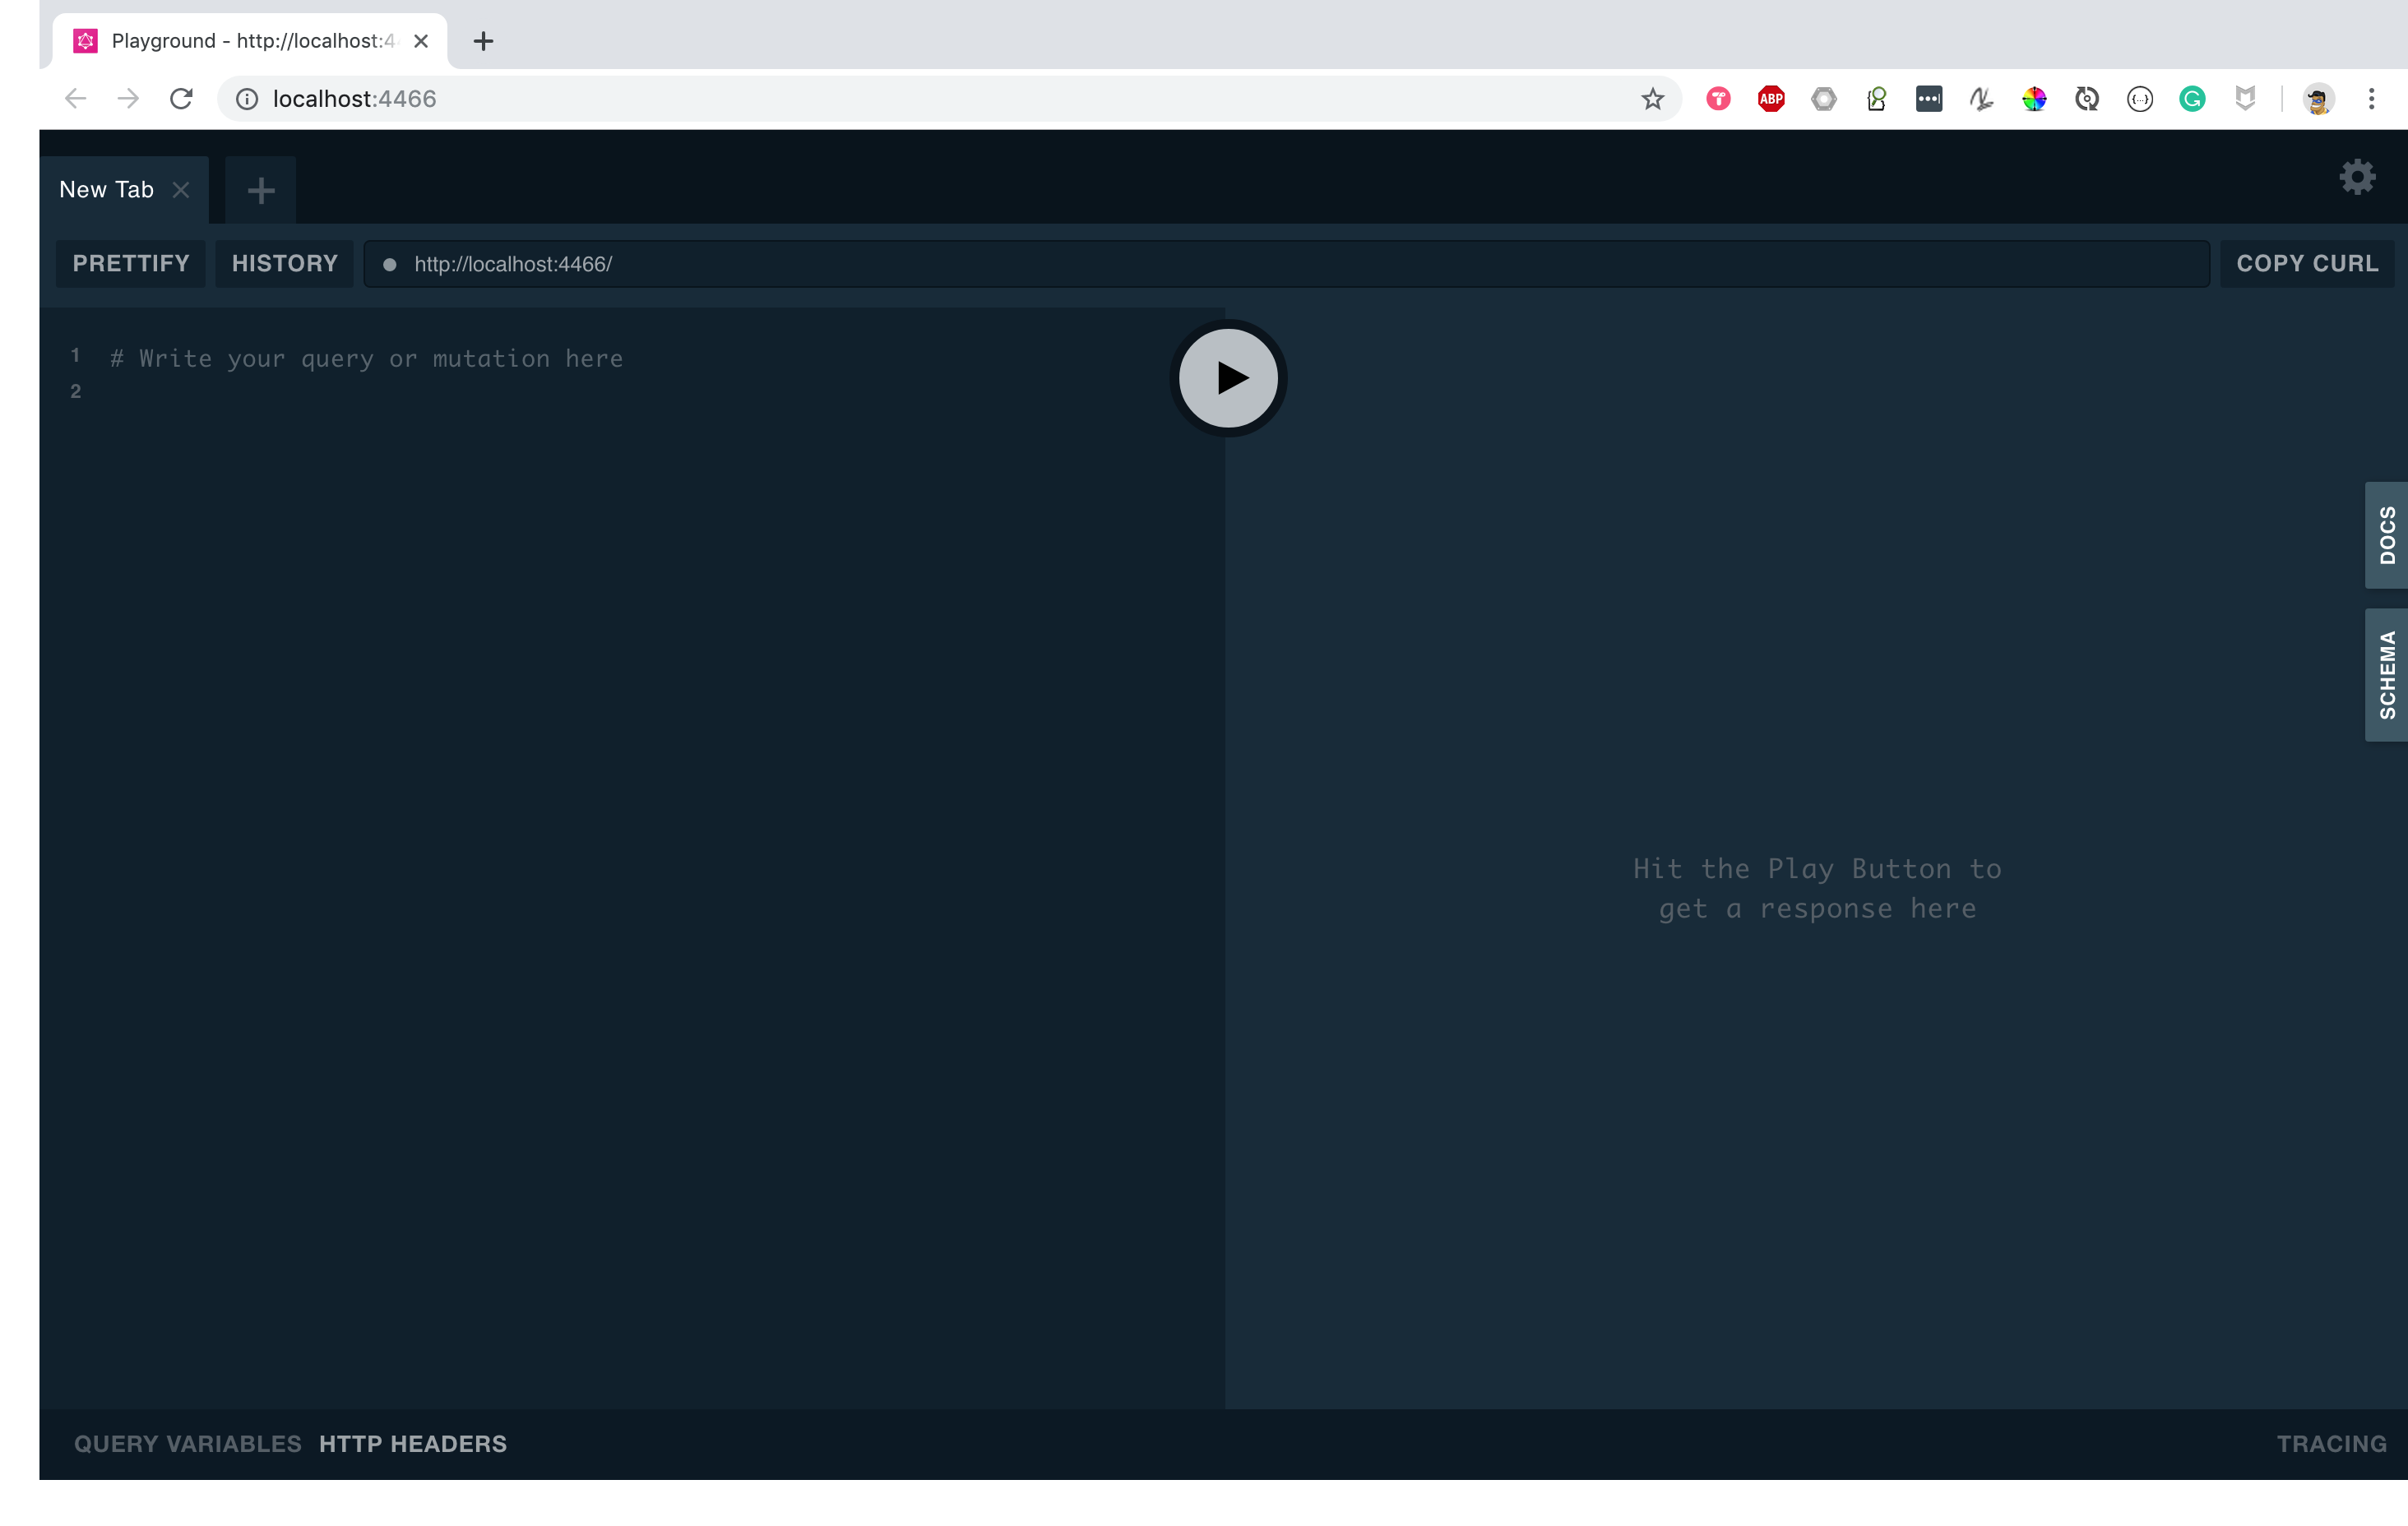 Playground - http://localhost:4
localhost:4466
ABP
New Tab
PRETTIFY HISTORY http://localhost:4466/ COPY CURL
1 # Write your query or mutation here
2
DOCS
SCHEMA
Hit the Play Button to
get a response here
QUERY VARIABLES HTTP HEADERS TRACING